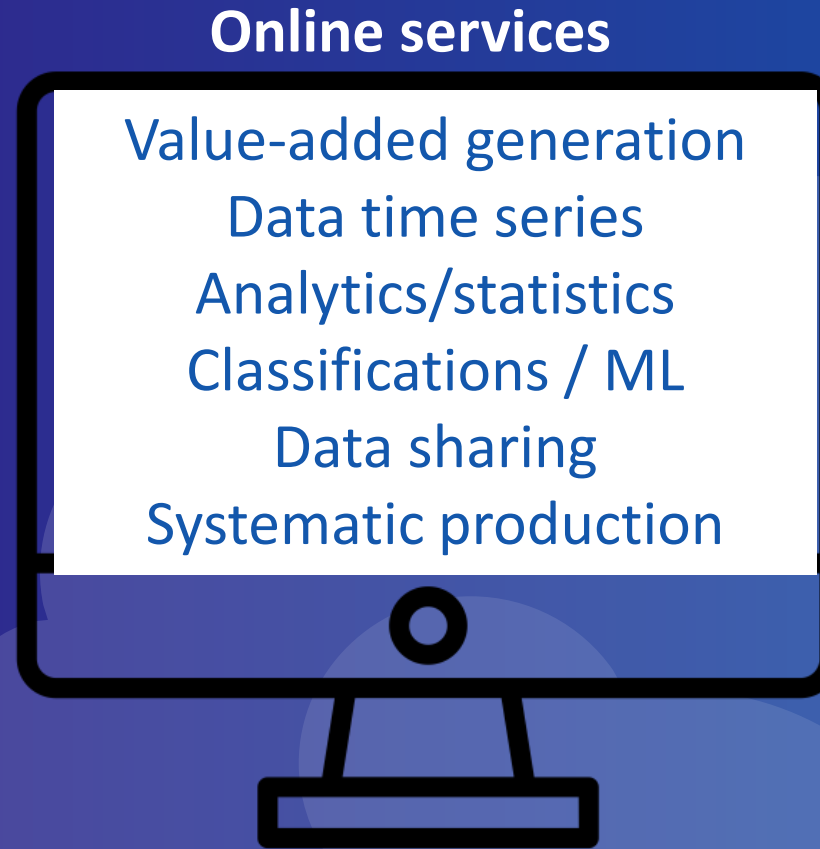 Online services
Value-added generation
Data time series
Analytics/statistics
Classifications / ML
Data sharing
Systematic production